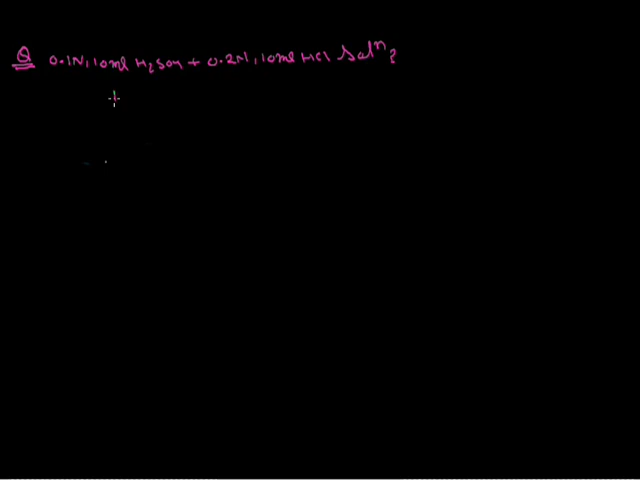 Q 0.1N, 10ml H₂SO4 + 0.2N, 10ml HCl Solⁿ?